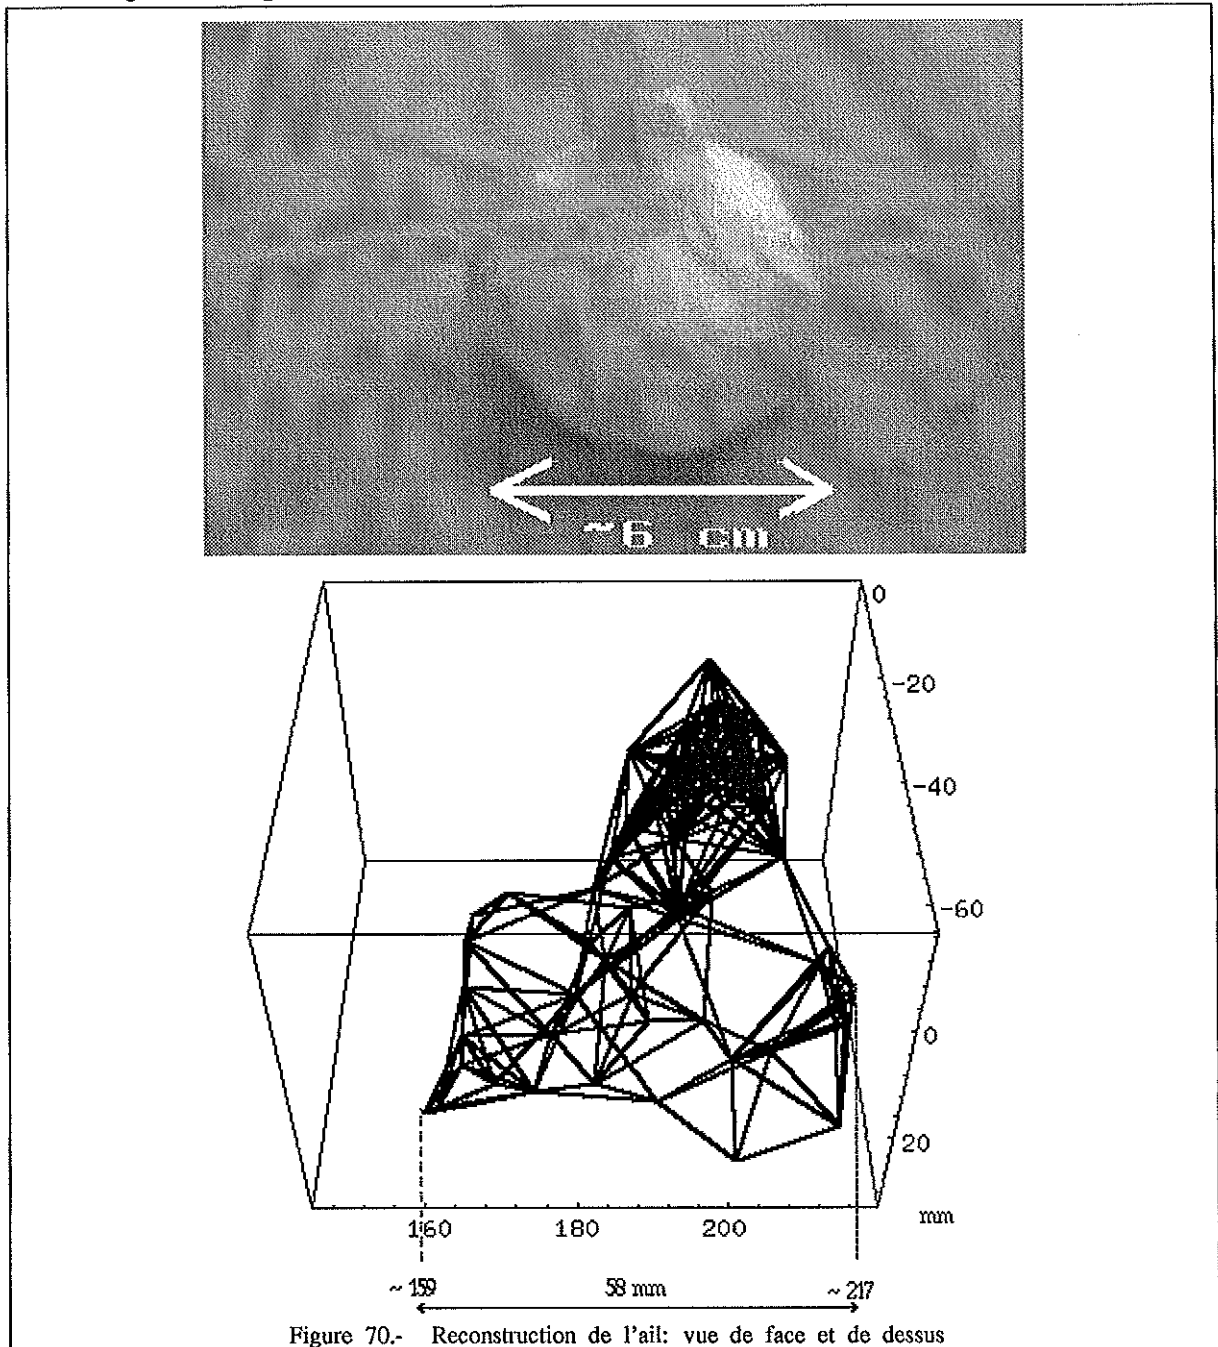 ~6 cm
0
-20
-40
-60
0
20
160 180 200 mm
~ 159 58 mm ~ 217
Figure 70.- Reconstruction de l'ail: vue de face et de dessus